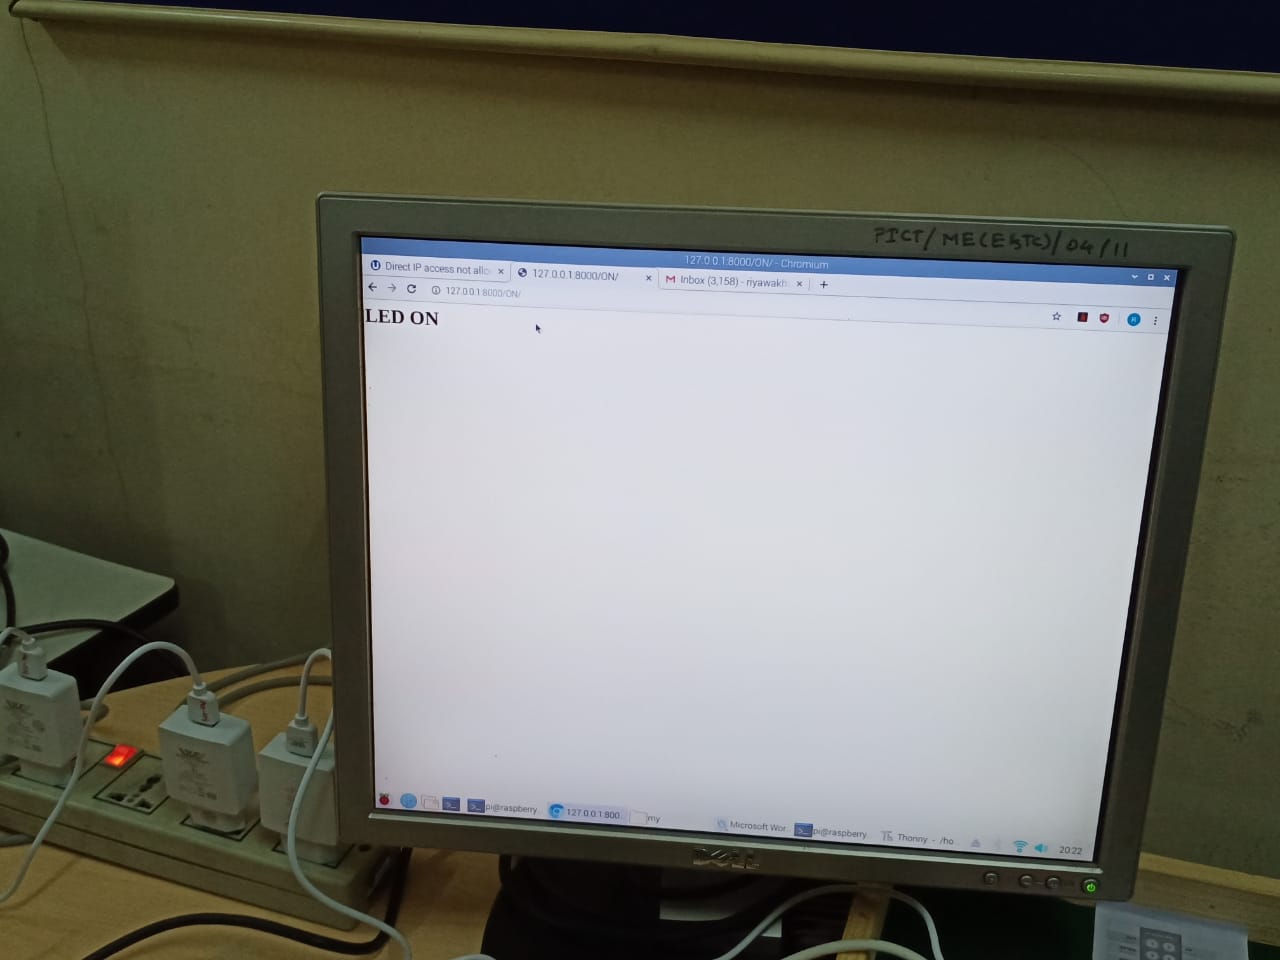 PICT/ME(E&TC)/04/11
127.0.0.1:8000/ON/ - Chromium
Direct IP access not allo
127.0.0.1:8000/ON/
Inbox (3,158) - riyawakh
127.0.0.1:8000/ON/
LED ON
pi@raspberry...
127.0.0.1:800...
my
Microsoft Wor...
pi@raspberry...
Thonny - /ho...
20:22
DELL